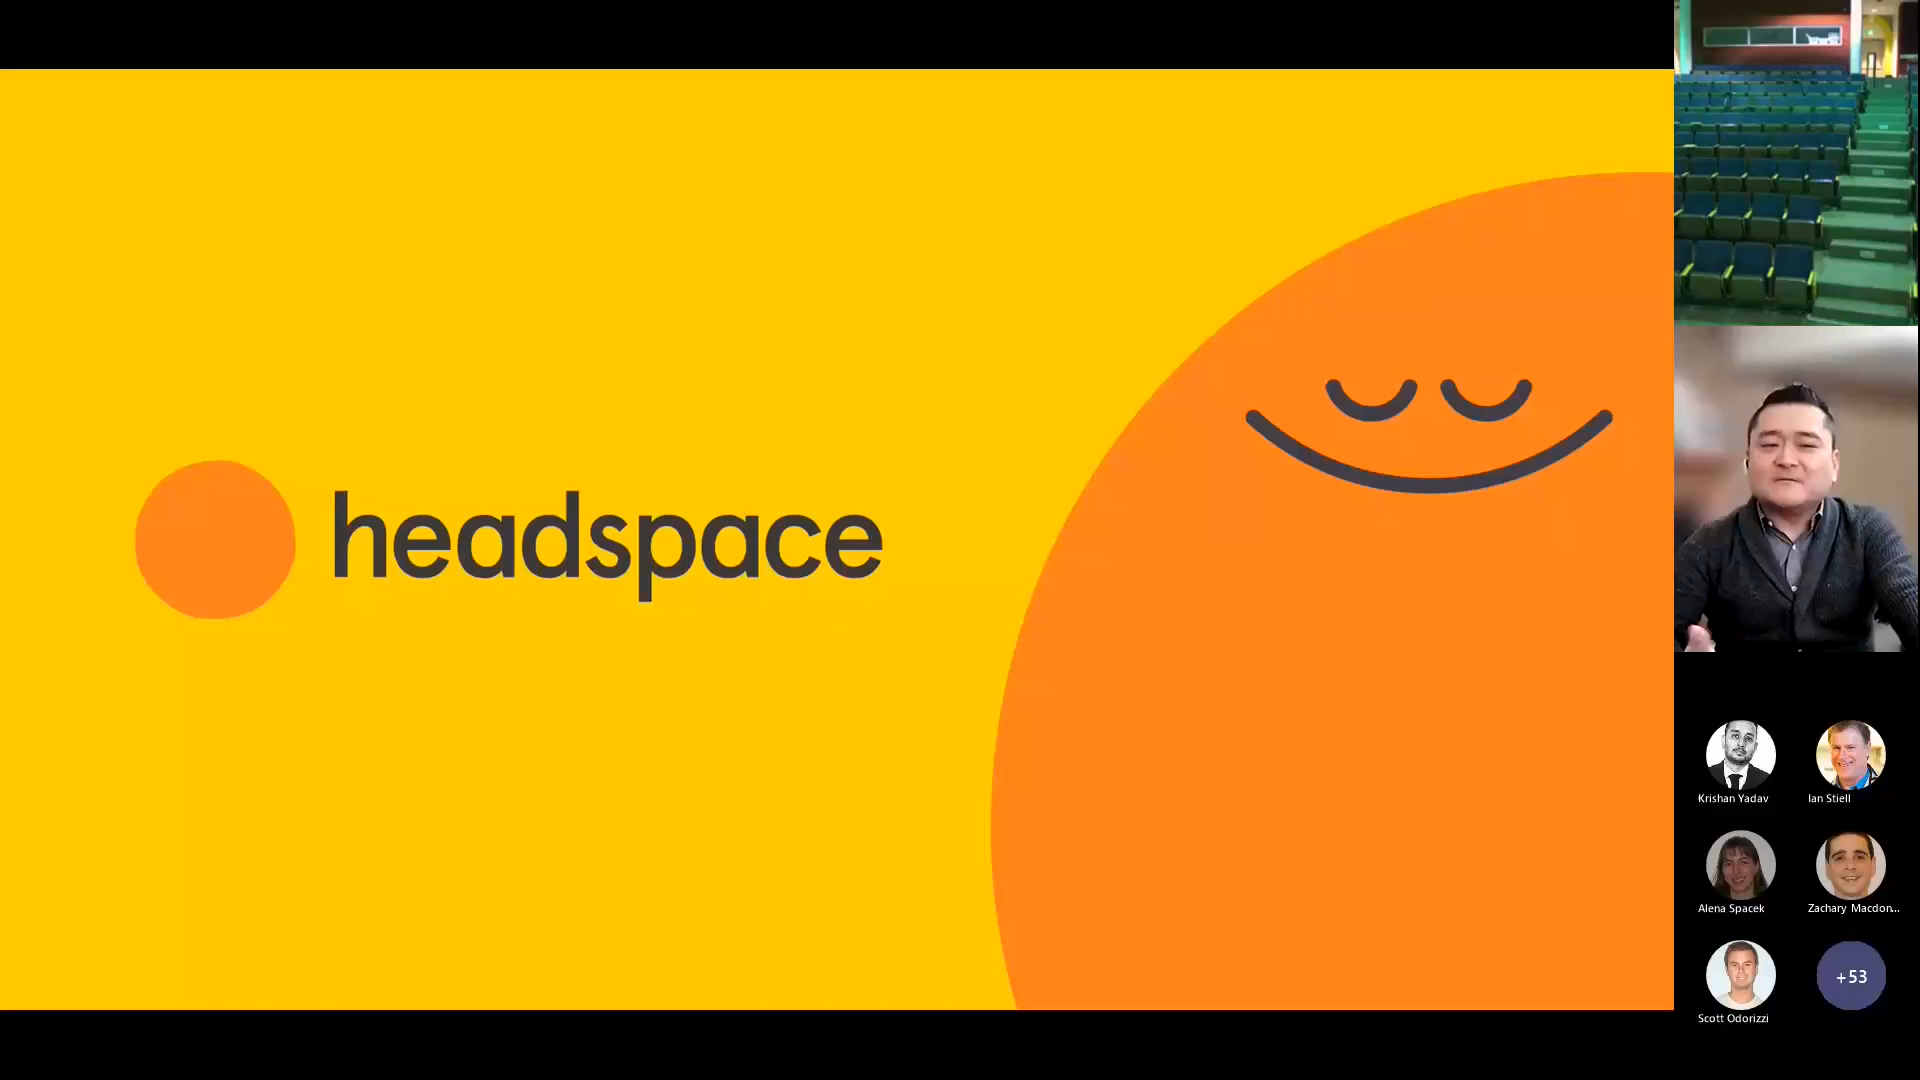 headspace
Krishan Yadav
Ian Stiell
Alena Spacek
Zachary Macdon...
Scott Odorizzi
+53